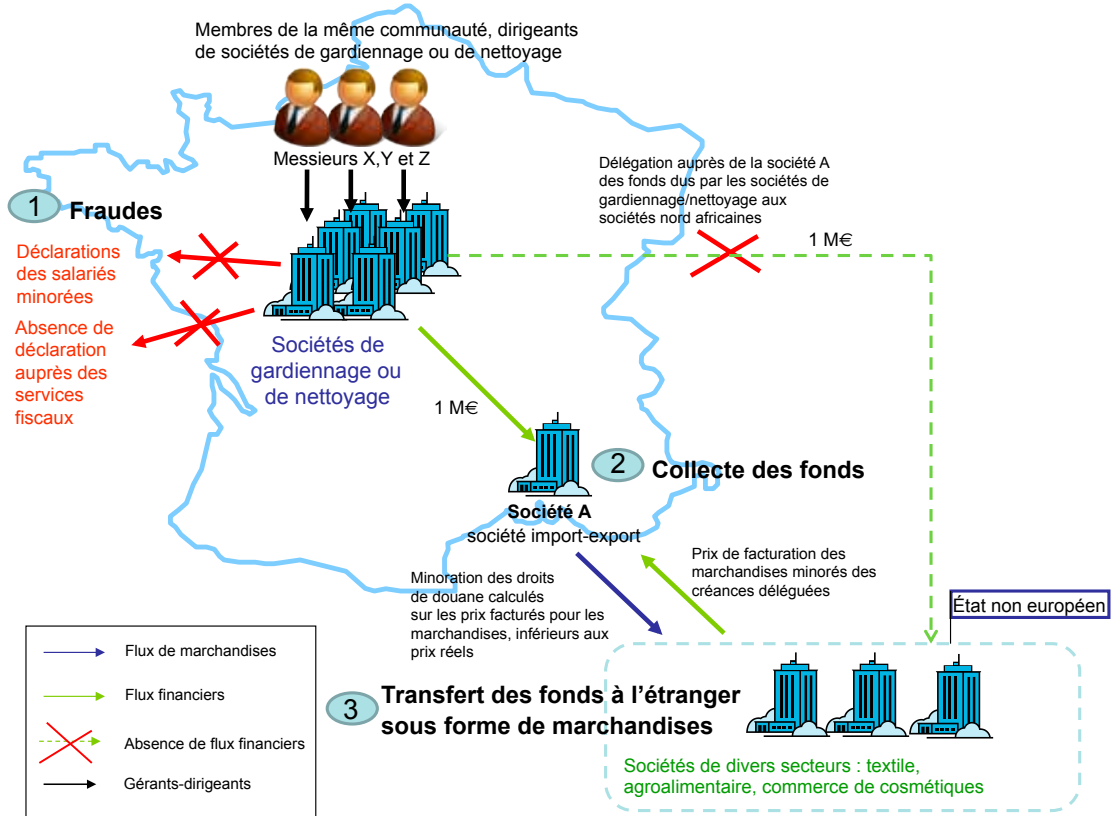 Membres de la même communauté, dirigeants
de sociétés de gardiennage ou de nettoyage
Messieurs X,Y et Z
1
Fraudes
Déclarations
des salariés
minorées
Absence de
déclaration
auprès des
services
fiscaux
Sociétés de
gardiennage ou
de nettoyage
Délégation auprès de la société A
des fonds dus par les sociétés de
gardiennage/nettoyage aux
sociétés nord africaines
1 M€
1 M€
2
Collecte des fonds
Société A
société import-export
Minoration des droits
de douane calculés
sur les prix facturés pour les
marchandises, inférieurs aux
prix réels
Prix de facturation des
marchandises minorés des
créances déléguées
État non européen
3
Transfert des fonds à l’étranger
sous forme de marchandises
Sociétés de divers secteurs : textile,
agroalimentaire, commerce de cosmétiques
Flux de marchandises
Flux financiers
Absence de flux financiers
Gérants-dirigeants